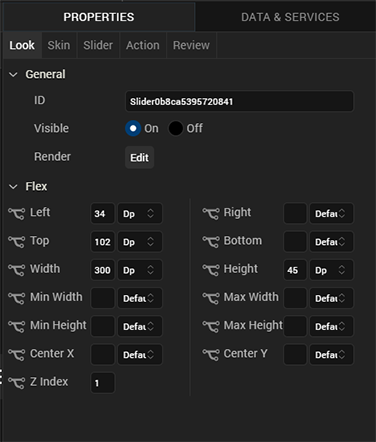 PROPERTIES DATA & SERVICES
Look Skin Slider Action Review
General
ID Slider0b8ca5395720841
Visible On Off
Render Edit
Flex
Left 34 Dp Right Defau
Top 102 Dp Bottom Defau
Width 300 Dp Height 45 Dp
Min Width Defau Max Width Defau
Min Height Defau Max Height Defau
Center X Defau Center Y Defau
Z Index 1